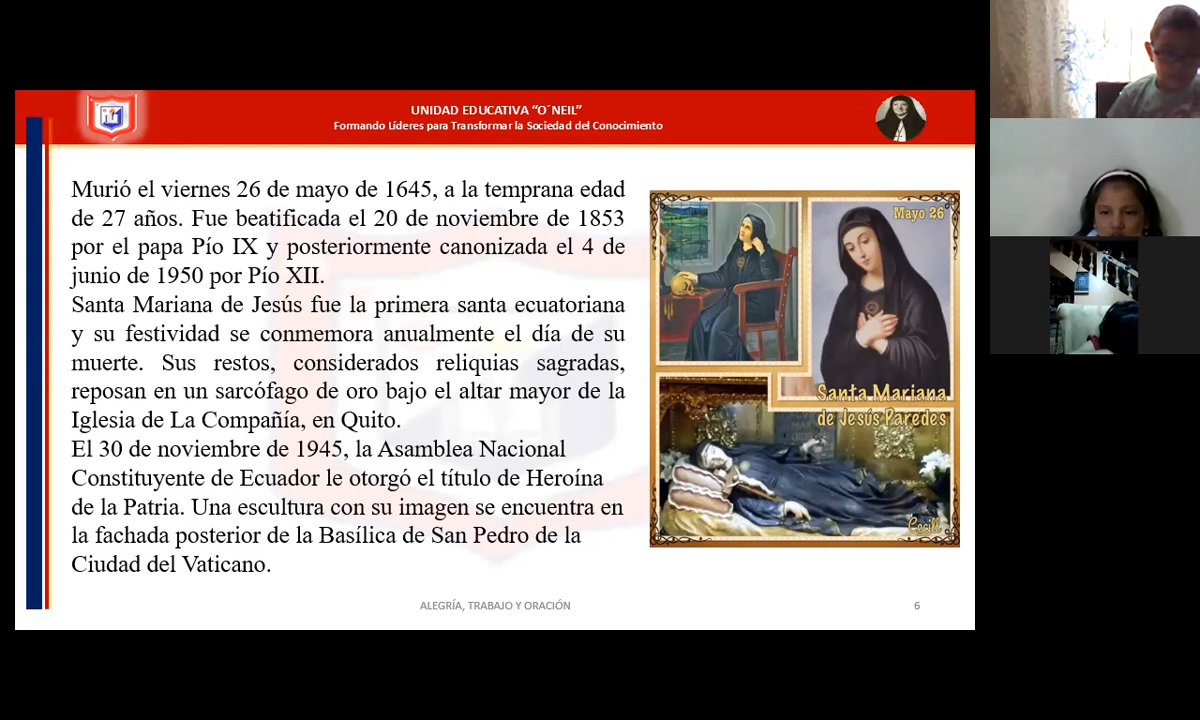 UNIDAD EDUCATIVA “O´NEIL”
Formando Líderes para Transformar la Sociedad del Conocimiento
Murió el viernes 26 de mayo de 1645, a la temprana edad
de 27 años. Fue beatificada el 20 de noviembre de 1853
por el papa Pío IX y posteriormente canonizada el 4 de
junio de 1950 por Pío XII.
Santa Mariana de Jesús fue la primera santa ecuatoriana
y su festividad se conmemora anualmente el día de su
muerte. Sus restos, considerados reliquias sagradas,
reposan en un sarcófago de oro bajo el altar mayor de la
Iglesia de La Compañía, en Quito.
El 30 de noviembre de 1945, la Asamblea Nacional
Constituyente de Ecuador le otorgó el título de Heroína
de la Patria. Una escultura con su imagen se encuentra en
la fachada posterior de la Basílica de San Pedro de la
Ciudad del Vaticano.
Mayo 26
Santa Mariana
de Jesús Paredes
ALEGRÍA, TRABAJO Y ORACIÓN
6